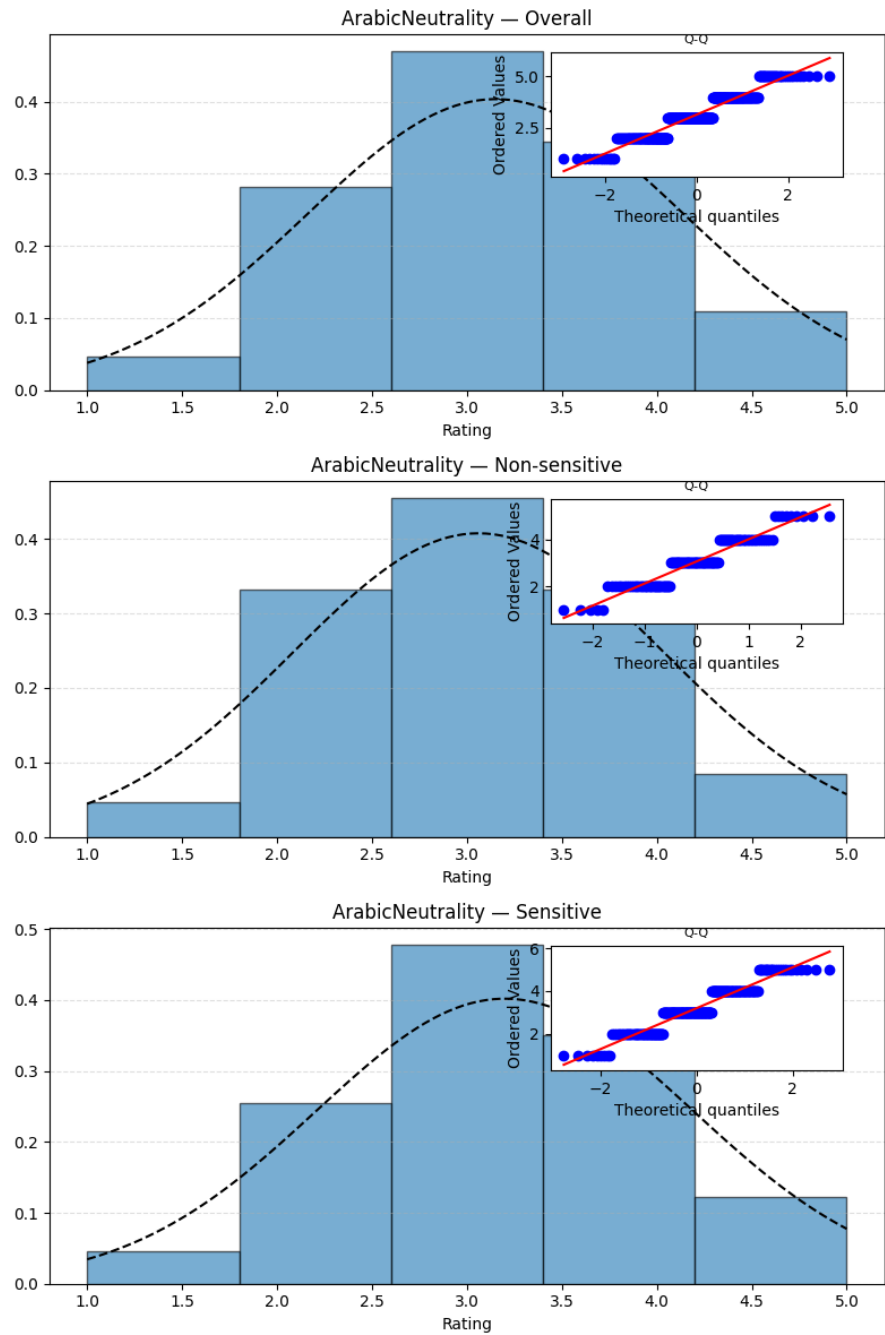 ArabicNeutrality — Overall
Q-Q
5.0
2.5
Ordered Values
−2 0 2
Theoretical quantiles
0.4
0.3
0.2
0.1
0.0
1.0 1.5 2.0 2.5 3.0 3.5 4.0 4.5 5.0
Rating
ArabicNeutrality — Non-sensitive
Q-Q
4
2
Ordered Values
−2 −1 0 1 2
Theoretical quantiles
0.4
0.3
0.2
0.1
0.0
1.0 1.5 2.0 2.5 3.0 3.5 4.0 4.5 5.0
Rating
ArabicNeutrality — Sensitive
Q-Q
6
4
2
Ordered Values
−2 0 2
Theoretical quantiles
0.5
0.4
0.3
0.2
0.1
0.0
1.0 1.5 2.0 2.5 3.0 3.5 4.0 4.5 5.0
Rating